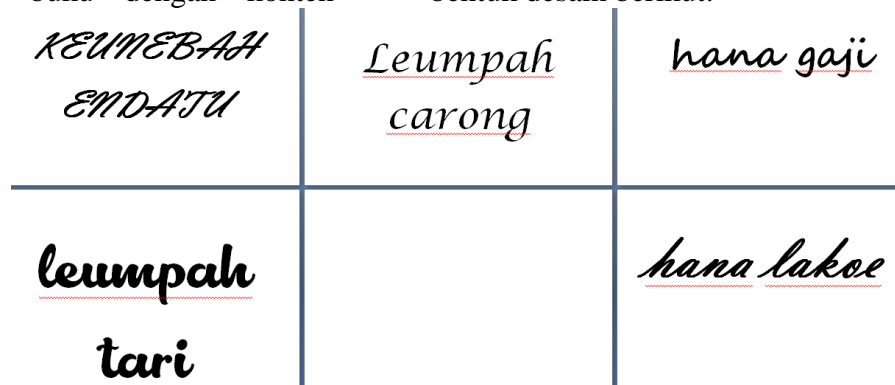 KEUNEBAH
ENDATU
Leumpah
carong
hana gaji
leumpah
tari
hana lakoe